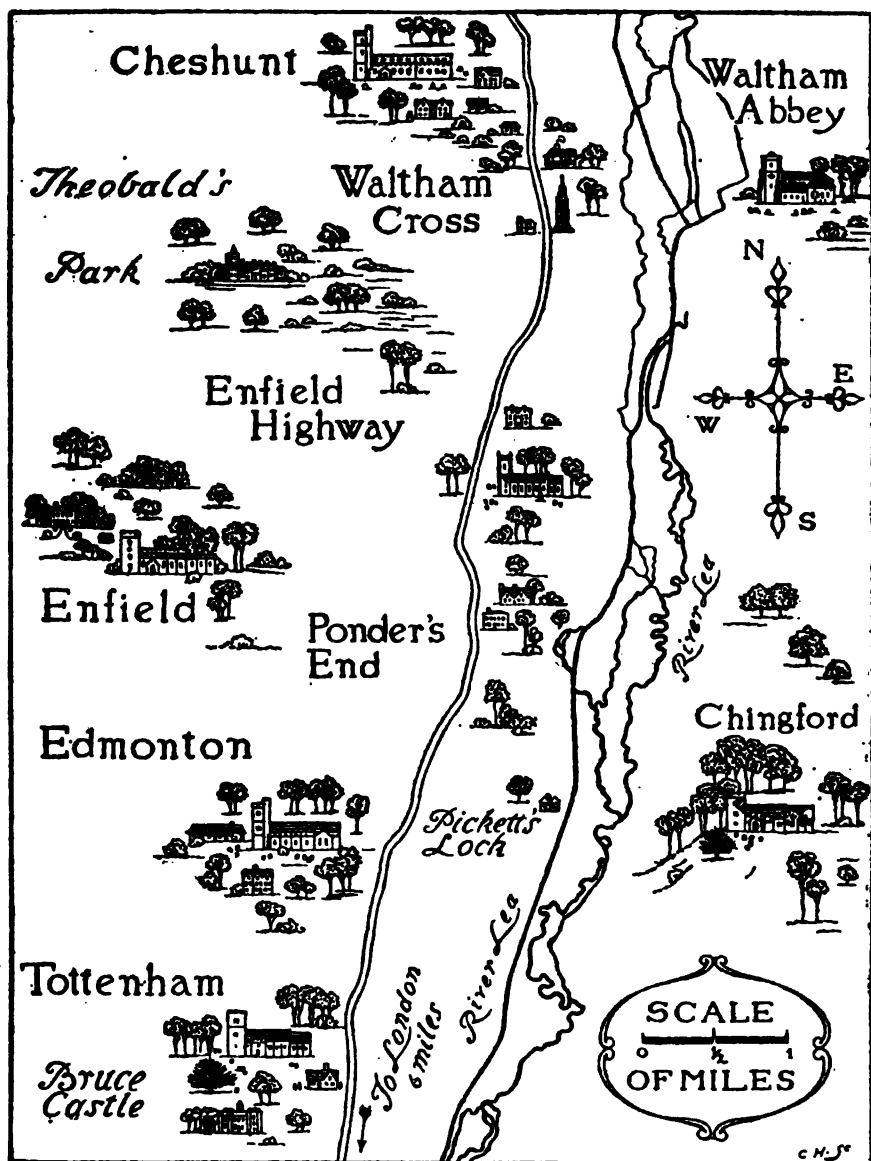 Cheshunt
Waltham
Abbey
Theobald's
Park
Waltham
Cross
N
E
W
S
Enfield
Highway
Enfield
Ponder's
End
River Lea
Chingford
Edmonton
Pickett's
Loch
Tottenham
River Lea
To London
6 miles
Bruce
Castle
SCALE
0 ½ 1
OF MILES
C H. Sc